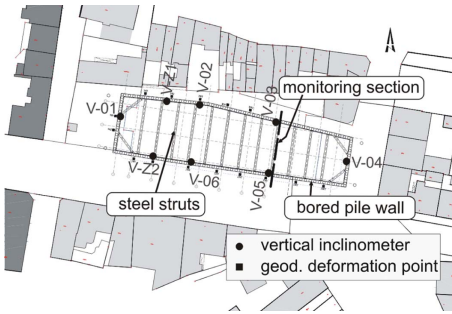 V-Z1
V-02
V-03
monitoring section
V-01
V-04
V-Z2
V-06
V-05
steel struts
bored pile wall
vertical inclinometer
geod. deformation point